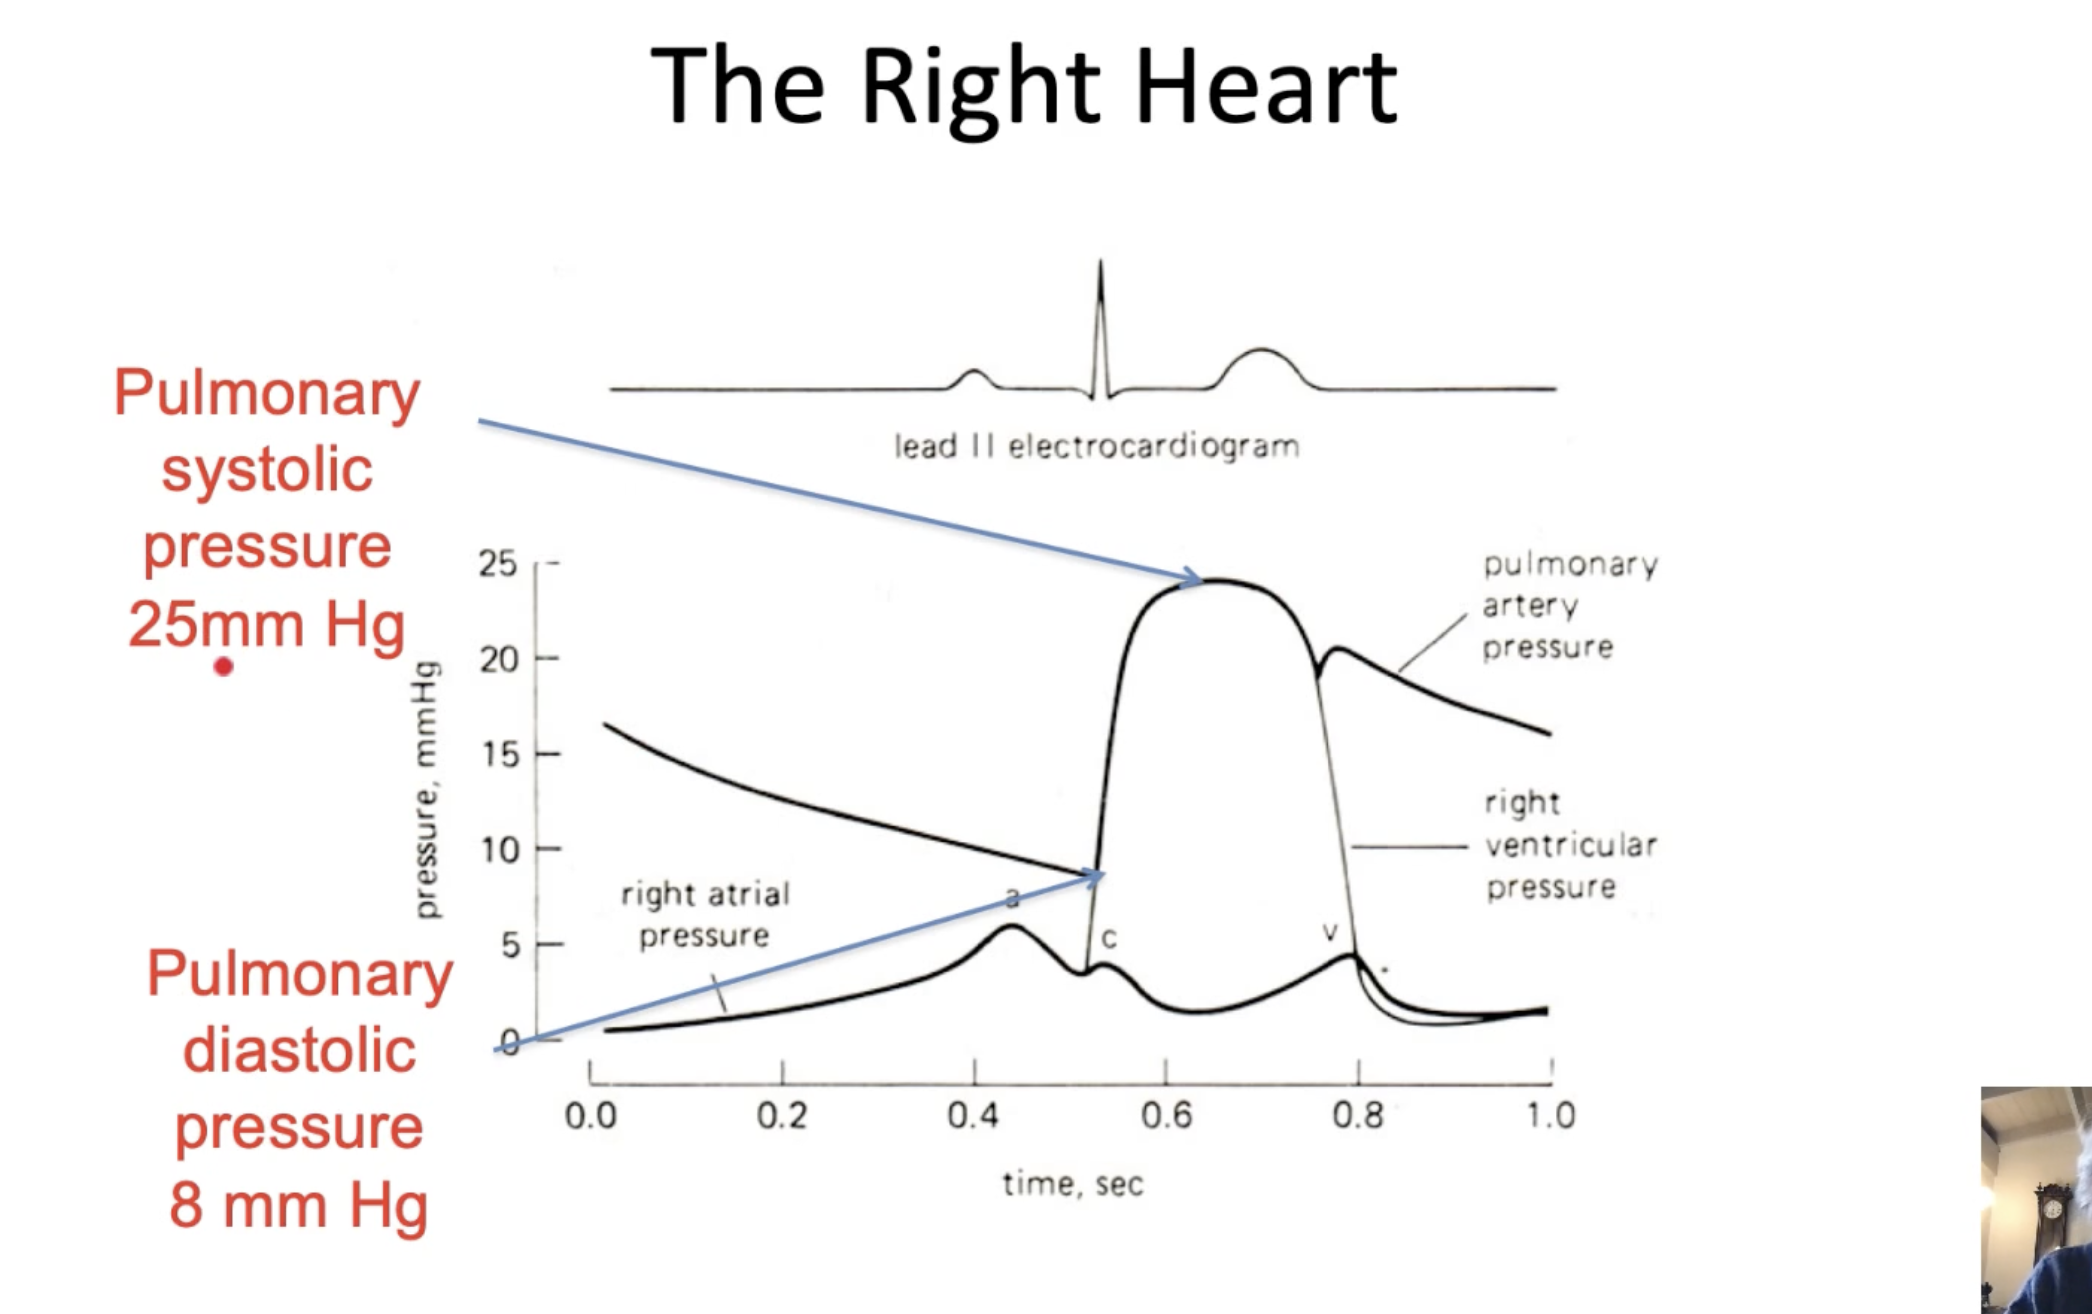 The Right Heart
lead II electrocardiogram
Pulmonary
systolic
pressure
25mm Hg
Pulmonary
diastolic
pressure
8 mm Hg
pressure, mmHg
25
20
15
10
5
0
right atrial
pressure
a
c
v
pulmonary
artery
pressure
right
ventricular
pressure
0.0 0.2 0.4 0.6 0.8 1.0
time, sec